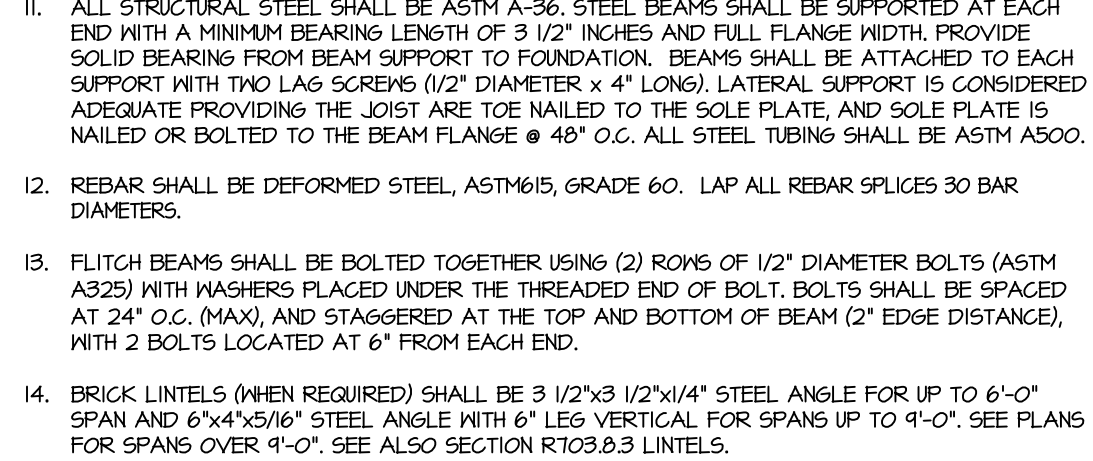 11. ALL STRUCTURAL STEEL SHALL BE ASTM A-36. STEEL BEAMS SHALL BE SUPPORTED AT EACH
END WITH A MINIMUM BEARING LENGTH OF 3 1/2" INCHES AND FULL FLANGE WIDTH. PROVIDE
SOLID BEARING FROM BEAM SUPPORT TO FOUNDATION. BEAMS SHALL BE ATTACHED TO EACH
SUPPORT WITH TWO LAG SCREWS (1/2" DIAMETER x 4" LONG). LATERAL SUPPORT IS CONSIDERED
ADEQUATE PROVIDING THE JOIST ARE TOE NAILED TO THE SOLE PLATE, AND SOLE PLATE IS
NAILED OR BOLTED TO THE BEAM FLANGE @ 48" O.C. ALL STEEL TUBING SHALL BE ASTM A500.
12. REBAR SHALL BE DEFORMED STEEL, ASTM615, GRADE 60. LAP ALL REBAR SPLICES 30 BAR
DIAMETERS.
13. FLITCH BEAMS SHALL BE BOLTED TOGETHER USING (2) ROWS OF 1/2" DIAMETER BOLTS (ASTM
A325) WITH WASHERS PLACED UNDER THE THREADED END OF BOLT. BOLTS SHALL BE SPACED
AT 24" O.C. (MAX), AND STAGGERED AT THE TOP AND BOTTOM OF BEAM (2" EDGE DISTANCE),
WITH 2 BOLTS LOCATED AT 6" FROM EACH END.
14. BRICK LINTELS (WHEN REQUIRED) SHALL BE 3 1/2"x3 1/2"x1/4" STEEL ANGLE FOR UP TO 6'-0"
SPAN AND 6"x4"x5/16" STEEL ANGLE WITH 6" LEG VERTICAL FOR SPANS UP TO 9'-0". SEE PLANS
FOR SPANS OVER 9'-0". SEE ALSO SECTION R703.8.3 LINTELS.